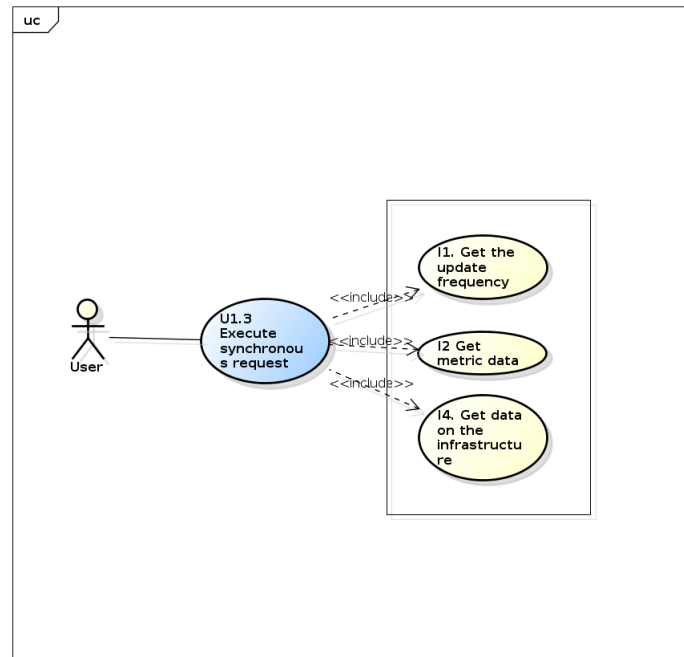 uc
I1. Get the
update
frequency
<<include>>
U1.3
Execute
synchronou
s request
<<include>>
I2 Get
metric data
User
<<include>>
I4. Get data
on the
infrastructu
re